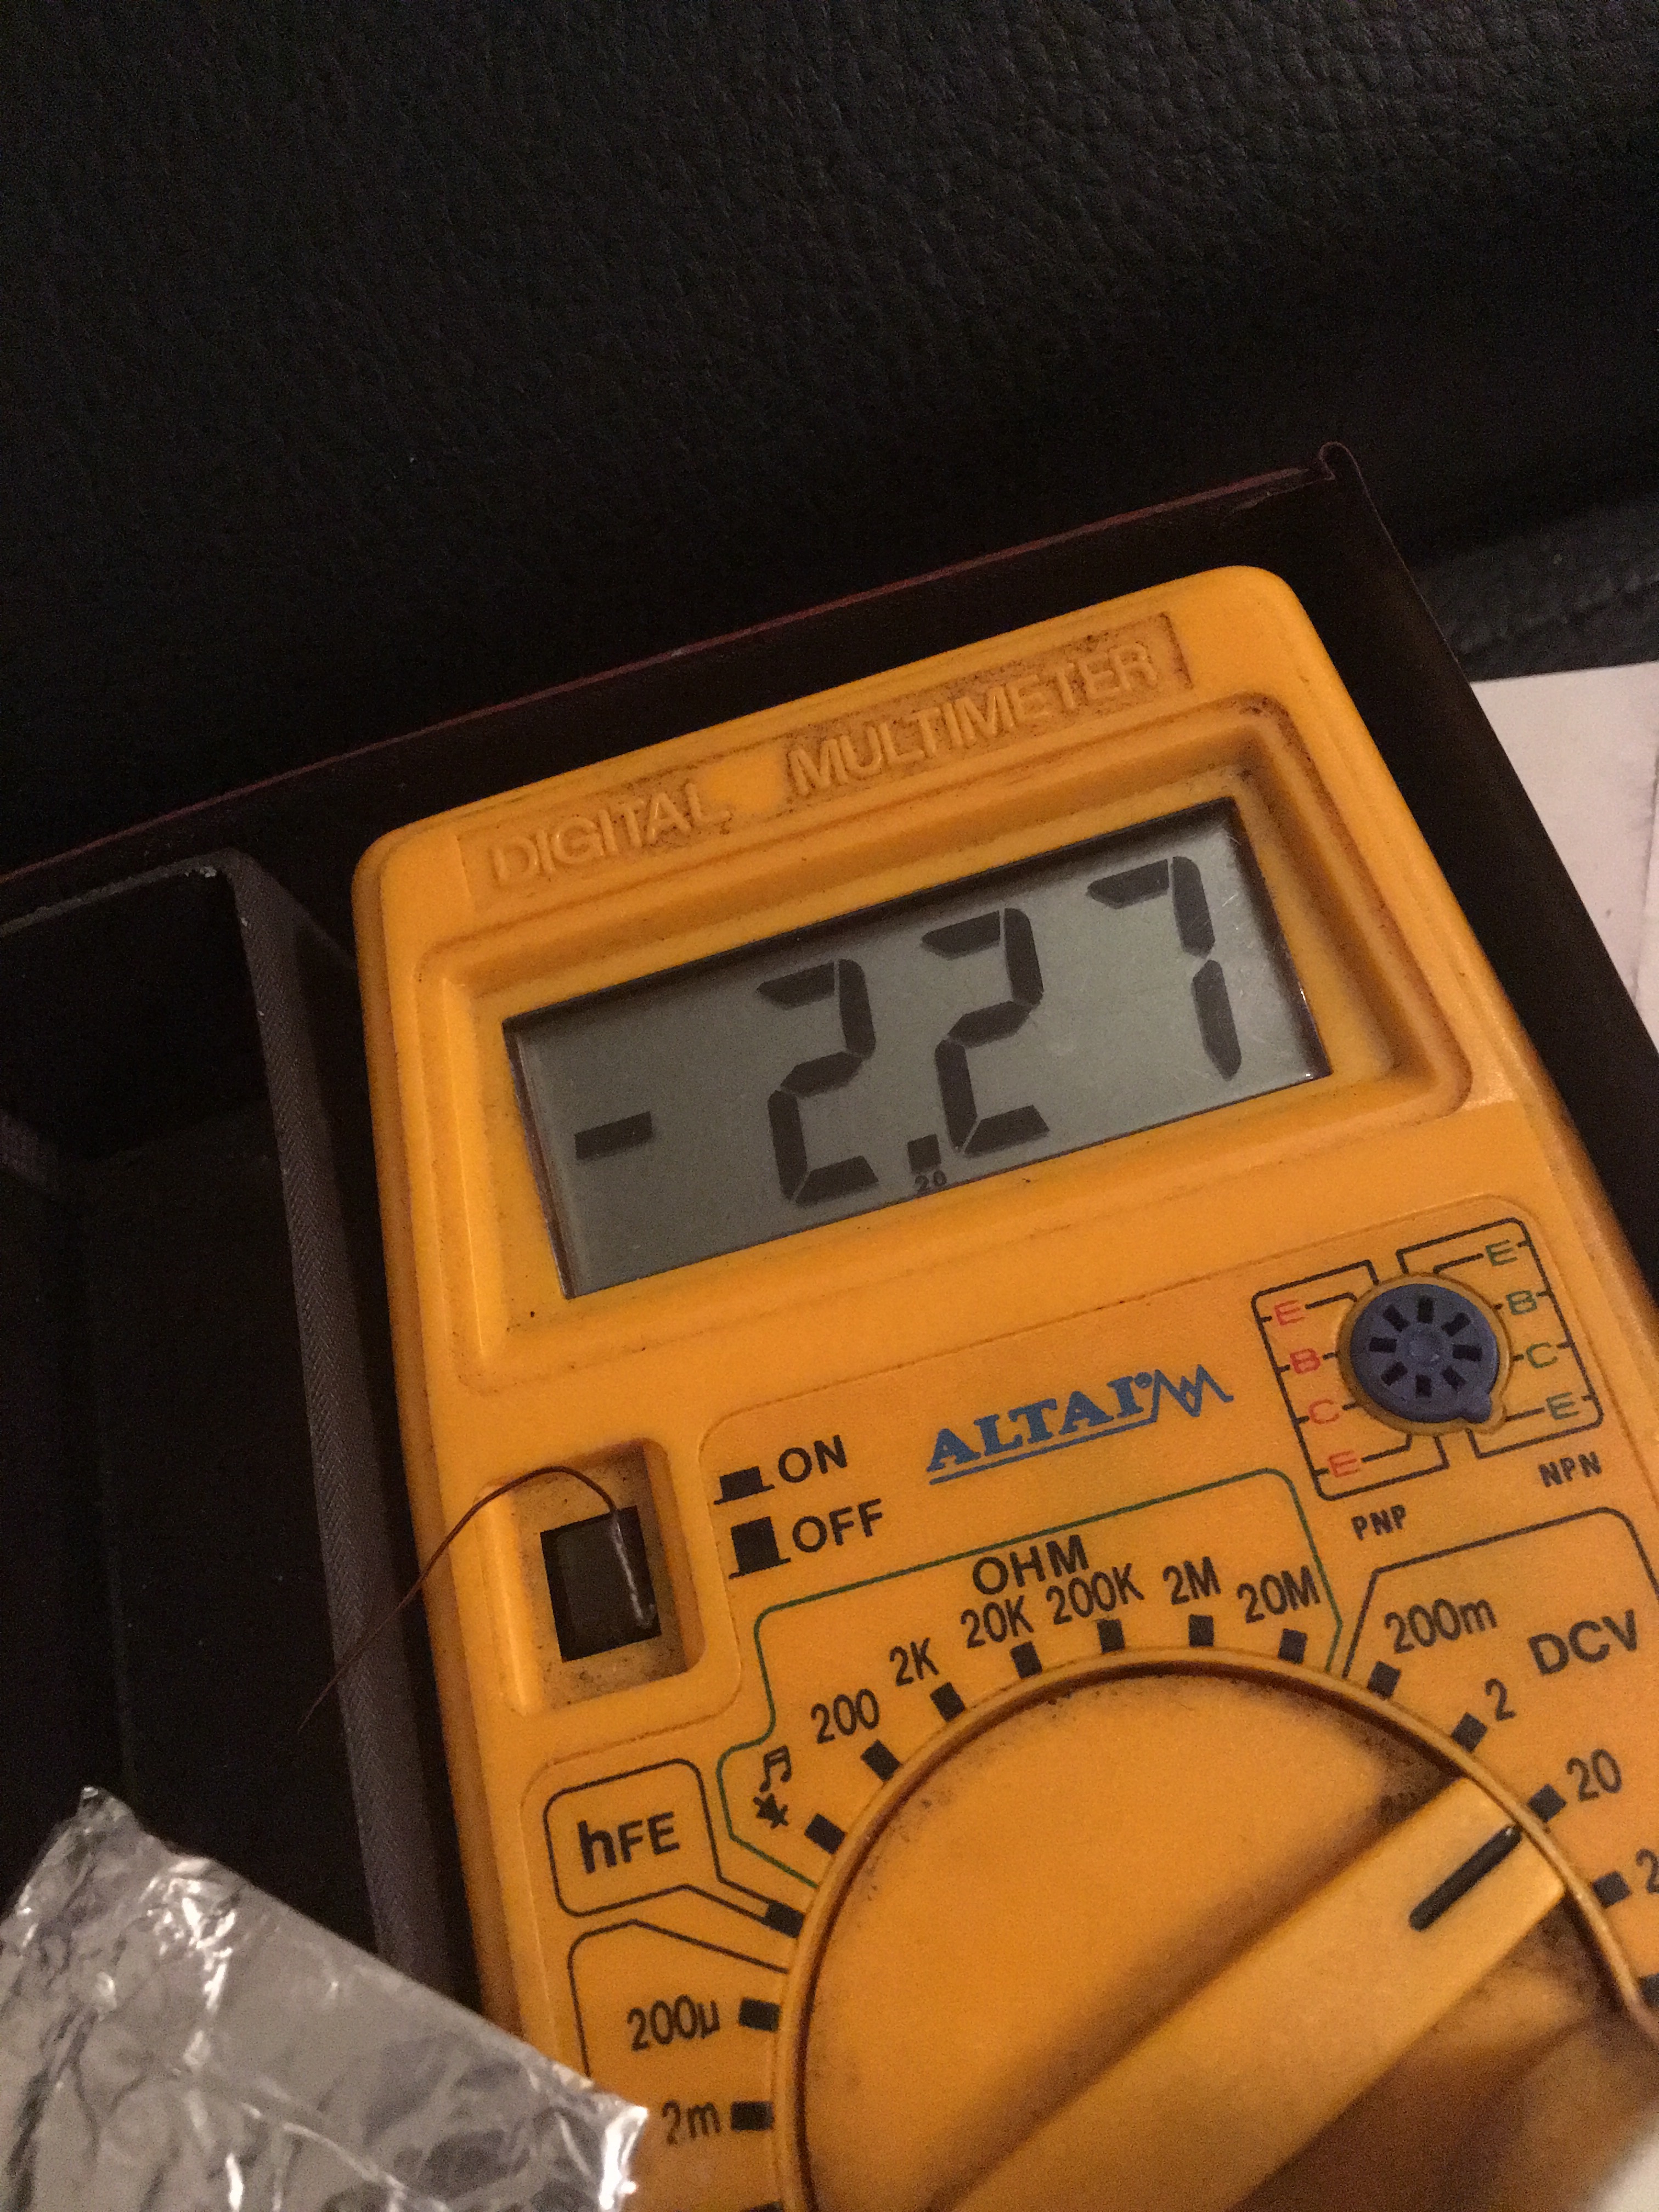 DIGITAL MULTIMETER
-2.27
20
E
B
C
E
E
B
C
E
PNP
NPN
ALTAI
ON
OFF
OHM
200
2K
20K
200K
2M
20M
200m
2
20
DCV
hFE
200µ
2m